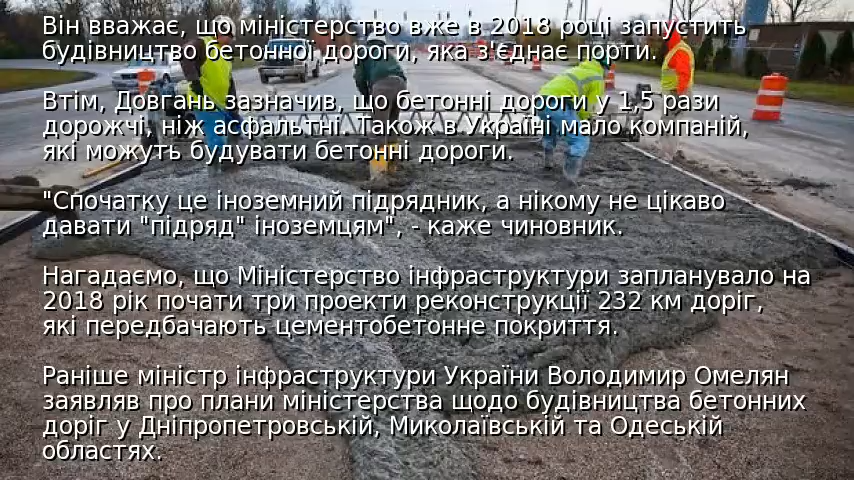 Він вважає, що міністерство вже в 2018 році запустить
будівництво бетонної дороги, яка з'єднає порти.
Втім, Довгань зазначив, що бетонні дороги у 1,5 рази
дорожчі, ніж асфальтні. Також в Україні мало компаній,
які можуть будувати бетонні дороги.
"Спочатку це іноземний підрядник, а нікому не цікаво
давати "підряд" іноземцям", - каже чиновник.
Нагадаємо, що Міністерство інфраструктури запланувало на
2018 рік почати три проекти реконструкції 232 км доріг,
які передбачають цементобетонне покриття.
Раніше міністр інфраструктури України Володимир Омелян
заявляв про плани міністерства щодо будівництва бетонних
доріг у Дніпропетровській, Миколаївській та Одеській
областях.